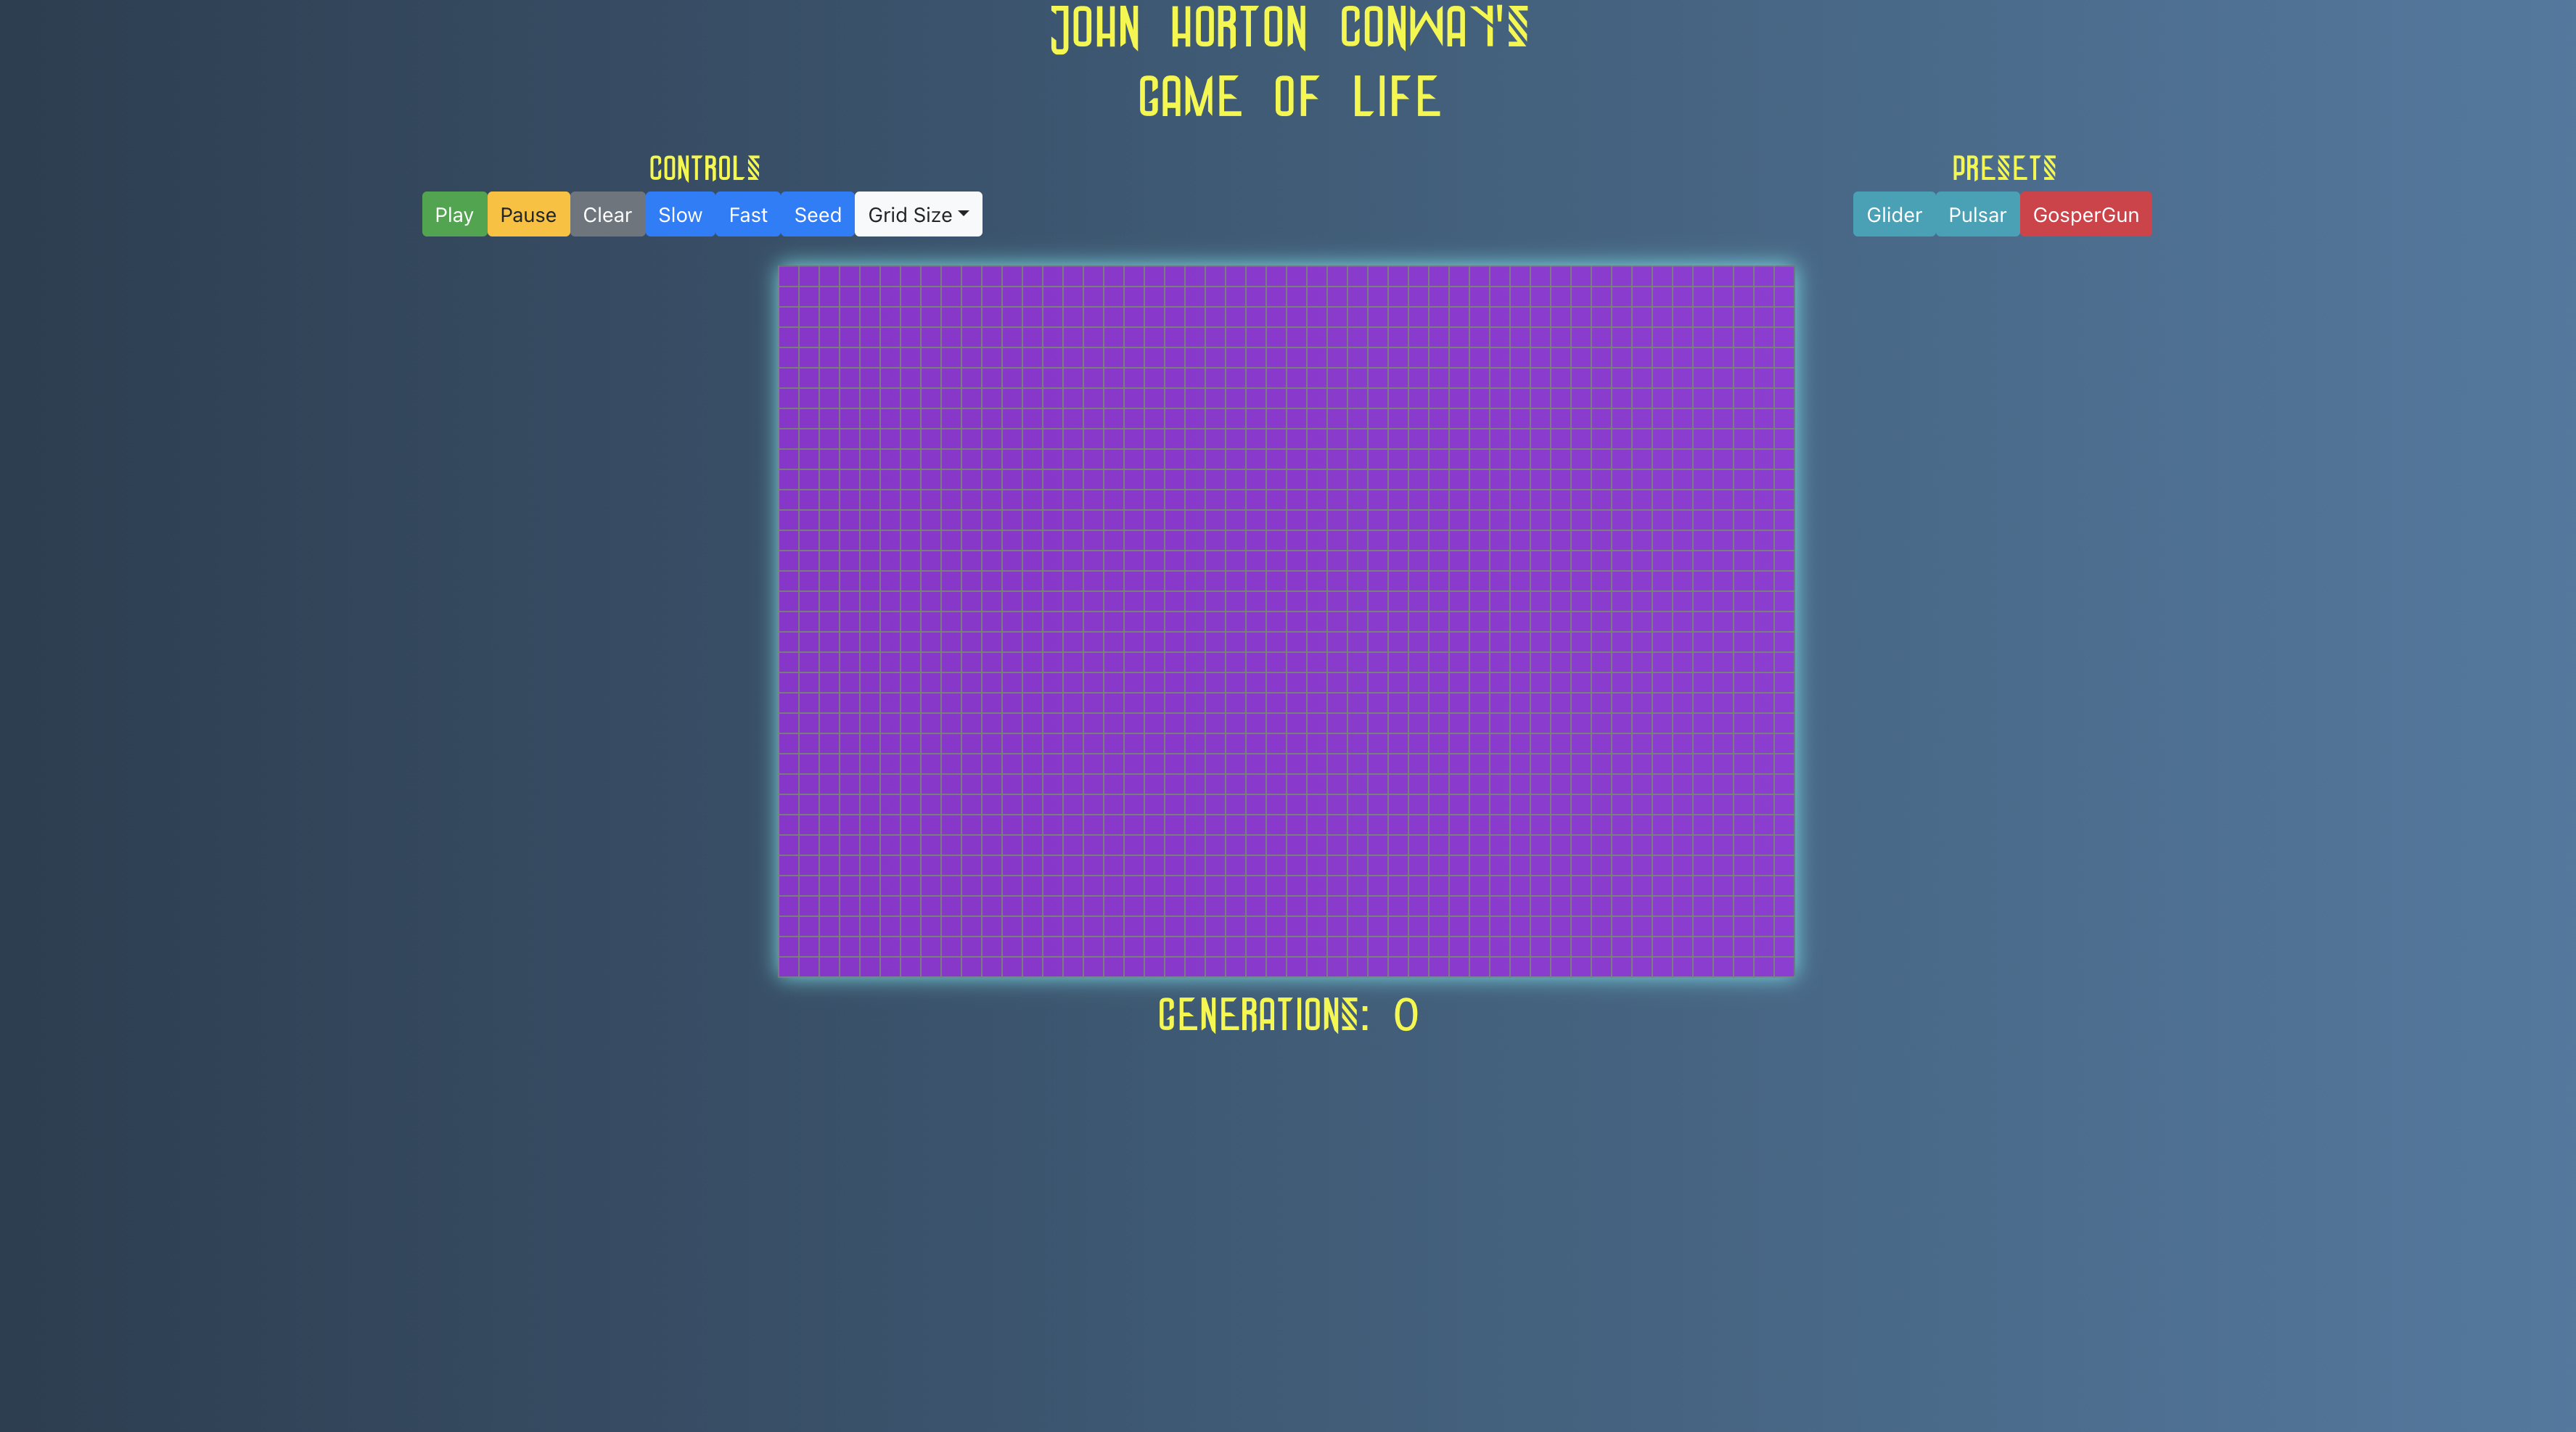 JOHN HORTON CONWAY'S
GAME OF LIFE
CONTROLS
Play Pause Clear Slow Fast Seed Grid Size
PRESETS
Glider Pulsar GosperGun
GENERATIONS: 0